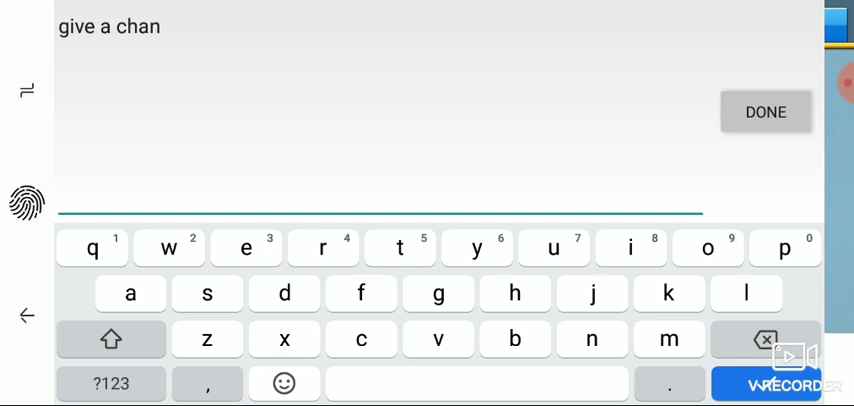 give a chan
DONE
q 1 w 2 e 3 r 4 t 5 y 6 u 7 i 8 o 9 p 0
a s d f g h j k l
z x c v b n m
?123 , .
V RECORDER